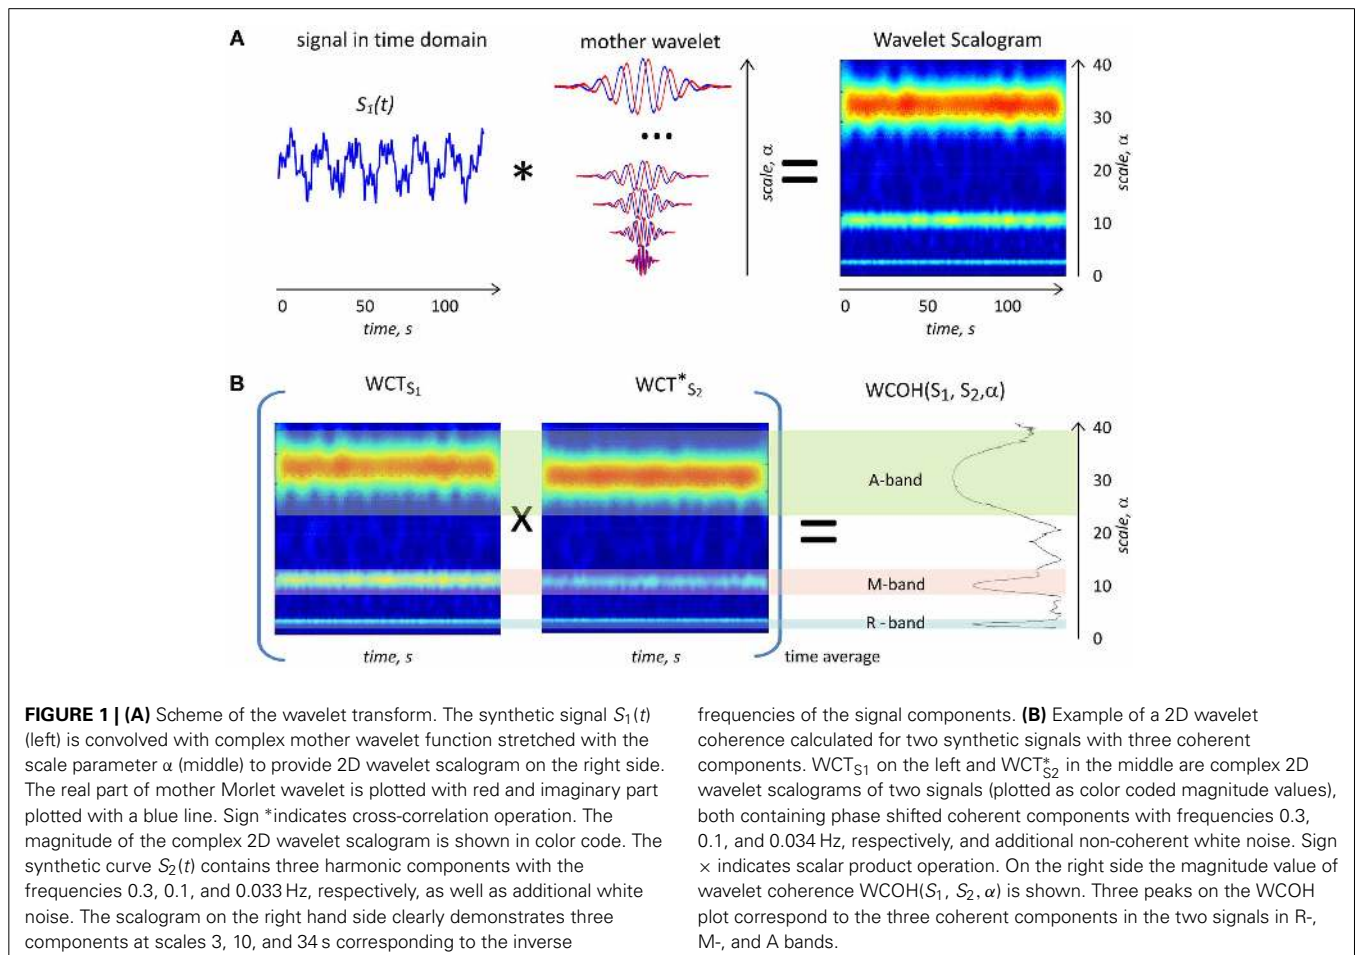 A
signal in time domain
mother wavelet
Wavelet Scalogram
S₁(t)
*
...
scale, α
=
40
30
20
10
0
scale, α
0 50 100
time, s
0 50 100
time, s
B
WCT_S₁
WCT*_S₂
WCOH(S₁, S₂,α)
X
=
A-band
M-band
R-band
40
30
20
10
0
scale, α
time, s
time, s
time average
FIGURE 1 | (A) Scheme of the wavelet transform. The synthetic signal S₁(t)
(left) is convolved with complex mother wavelet function stretched with the
scale parameter α (middle) to provide 2D wavelet scalogram on the right side.
The real part of mother Morlet wavelet is plotted with red and imaginary part
plotted with a blue line. Sign *indicates cross-correlation operation. The
magnitude of the complex 2D wavelet scalogram is shown in color code. The
synthetic curve S₂(t) contains three harmonic components with the
frequencies 0.3, 0.1, and 0.033 Hz, respectively, as well as additional white
noise. The scalogram on the right hand side clearly demonstrates three
components at scales 3, 10, and 34 s corresponding to the inverse
frequencies of the signal components. (B) Example of a 2D wavelet
coherence calculated for two synthetic signals with three coherent
components. WCT_S1 on the left and WCT*_S2 in the middle are complex 2D
wavelet scalograms of two signals (plotted as color coded magnitude values),
both containing phase shifted coherent components with frequencies 0.3,
0.1, and 0.034 Hz, respectively, and additional non-coherent white noise. Sign
× indicates scalar product operation. On the right side the magnitude value of
wavelet coherence WCOH(S₁, S₂, α) is shown. Three peaks on the WCOH
plot correspond to the three coherent components in the two signals in R-,
M-, and A bands.